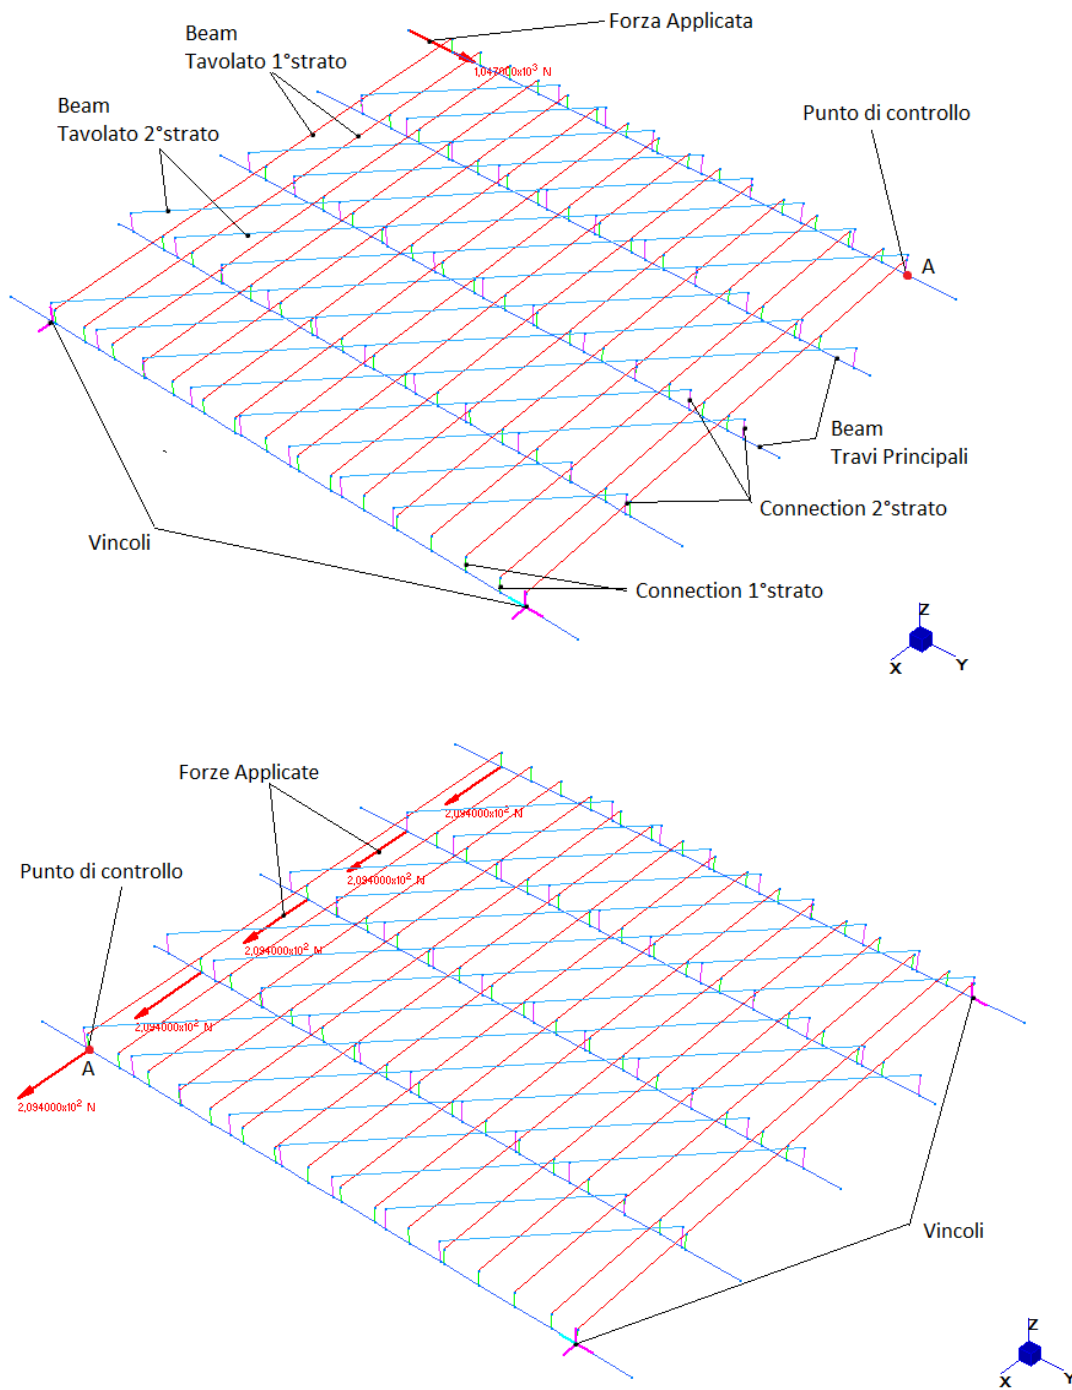 Forza Applicata
Beam
Tavolato 1°strato
1,047000x10³ N
Beam
Tavolato 2°strato
Punto di controllo
A
Beam
Travi Principali
Connection 2°strato
Vincoli
Connection 1°strato
Z
X
Y
Forze Applicate
2,094000x10² N
Punto di controllo
2,094000x10² N
2,094000x10² N
2,094000x10² N
A
2,094000x10² N
Vincoli
Z
X
Y